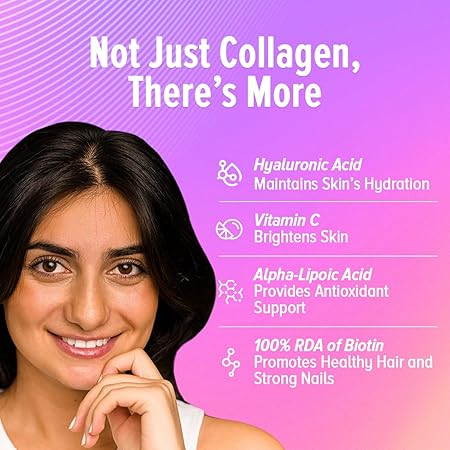 Not Just Collagen,
There's More
Hyaluronic Acid
Maintains Skin's Hydration
Vitamin C
Brightens Skin
Alpha-Lipoic Acid
Provides Antioxidant
Support
100% RDA of Biotin
Promotes Healthy Hair and
Strong Nails